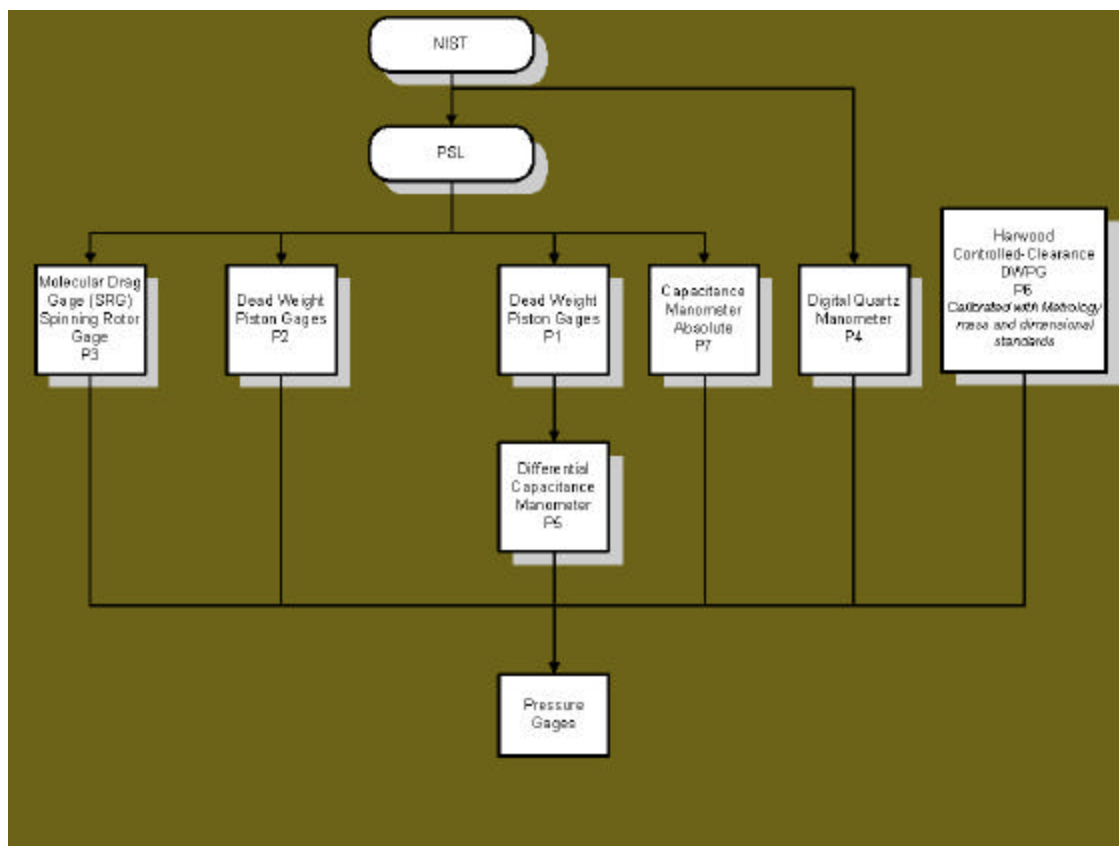 NIST
PSL
Harwood
Controlled-Clearance
DWPG
P6
Calibrated with Metrology
mass and dimensional
standards
Molecular Drag
Gage (SRG)
Spinning Rotor
Gage
P3
Dead Weight
Piston Gages
P2
Dead Weight
Piston Gages
P1
Capacitance
Manometer
Absolute
P7
Digital Quartz
Manometer
P4
Differential
Capacitance
Manometer
P5
Pressure
Gages